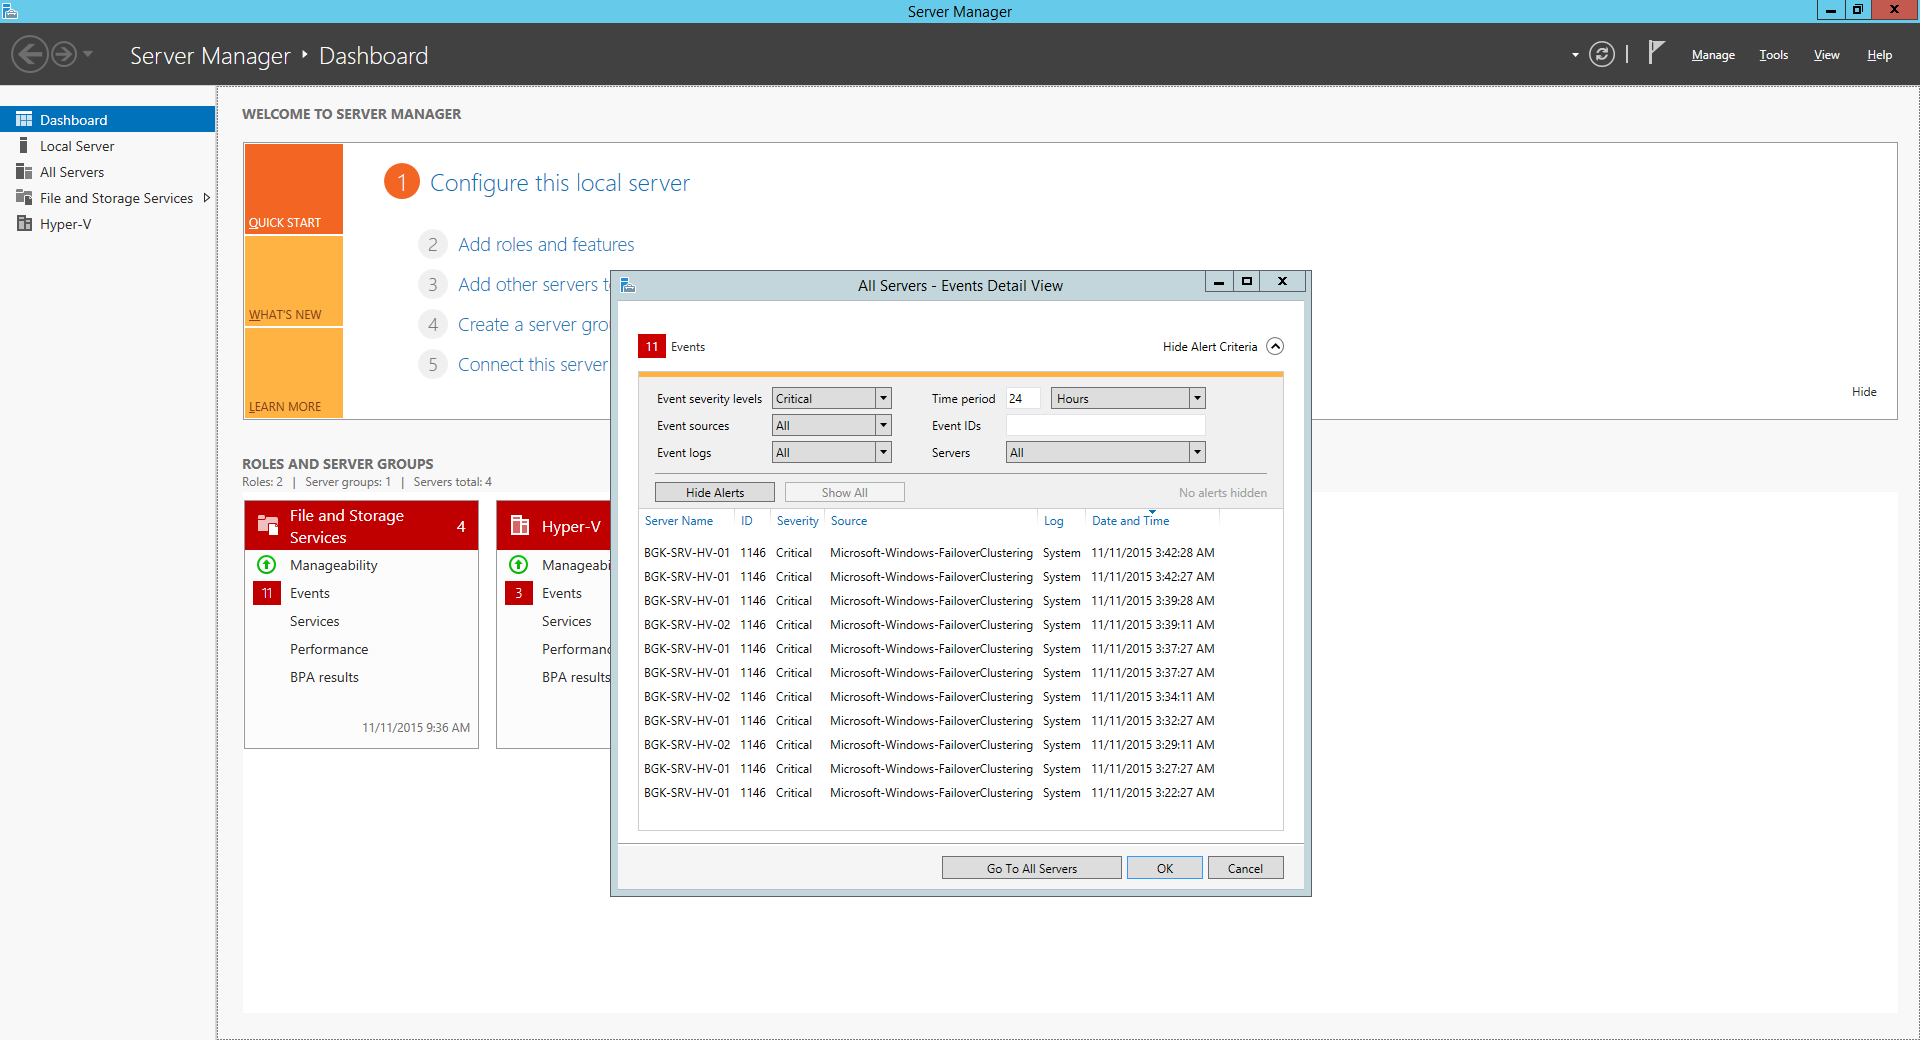 Server Manager
Server Manager Dashboard
Manage Tools View Help
Dashboard
Local Server
All Servers
File and Storage Services
Hyper-V
WELCOME TO SERVER MANAGER
QUICK START
WHAT'S NEW
LEARN MORE
1 Configure this local server
2 Add roles and features
3 Add other servers
4 Create a server
5 Connect this server
Hide
ROLES AND SERVER GROUPS
Roles: 2 | Server groups: 1 | Servers total: 4
File and Storage Services 4
Manageability
11 Events
Services
Performance
BPA results
11/11/2015 9:36 AM
Hyper-V
Manageabi
3 Events
Services
Performanc
BPA results
All Servers - Events Detail View
11 Events
Hide Alert Criteria
Event severity levels Critical Time period 24 Hours
Event sources All Event IDs
Event logs All Servers All
Hide Alerts Show All No alerts hidden
Server Name ID Severity Source Log Date and Time
BGK-SRV-HV-01 1146 Critical Microsoft-Windows-FailoverClustering System 11/11/2015 3:42:28 AM
BGK-SRV-HV-01 1146 Critical Microsoft-Windows-FailoverClustering System 11/11/2015 3:42:27 AM
BGK-SRV-HV-01 1146 Critical Microsoft-Windows-FailoverClustering System 11/11/2015 3:39:28 AM
BGK-SRV-HV-02 1146 Critical Microsoft-Windows-FailoverClustering System 11/11/2015 3:39:11 AM
BGK-SRV-HV-01 1146 Critical Microsoft-Windows-FailoverClustering System 11/11/2015 3:37:27 AM
BGK-SRV-HV-01 1146 Critical Microsoft-Windows-FailoverClustering System 11/11/2015 3:37:27 AM
BGK-SRV-HV-02 1146 Critical Microsoft-Windows-FailoverClustering System 11/11/2015 3:34:11 AM
BGK-SRV-HV-01 1146 Critical Microsoft-Windows-FailoverClustering System 11/11/2015 3:32:27 AM
BGK-SRV-HV-02 1146 Critical Microsoft-Windows-FailoverClustering System 11/11/2015 3:29:11 AM
BGK-SRV-HV-01 1146 Critical Microsoft-Windows-FailoverClustering System 11/11/2015 3:27:27 AM
BGK-SRV-HV-01 1146 Critical Microsoft-Windows-FailoverClustering System 11/11/2015 3:22:27 AM
Go To All Servers OK Cancel